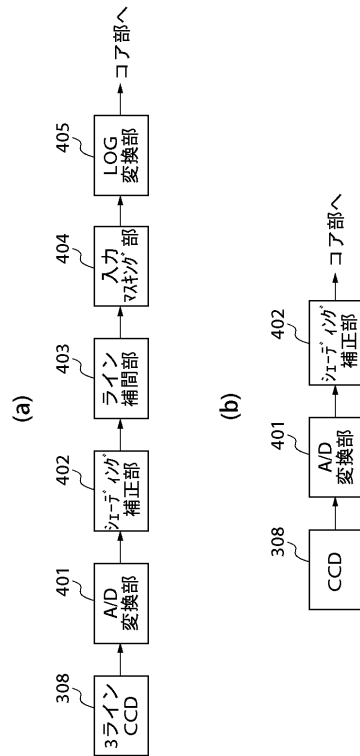 (a)
308
3ライン
CCD
401
A/D
変換部
402
シェーディング
補正部
403
ライン
補間部
404
入力
マスキング部
405
LOG
変換部
コア部へ
(b)
308
CCD
401
A/D
変換部
402
シェーディング
補正部
コア部へ